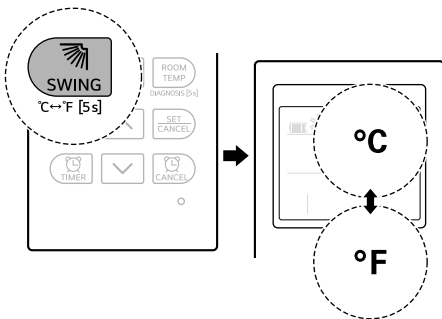 SWING
°C↔°F [5s]
ROOM
TEMP
DIAGNOSIS [5s]
SET
CANCEL
TIMER
CANCEL
°C
°F